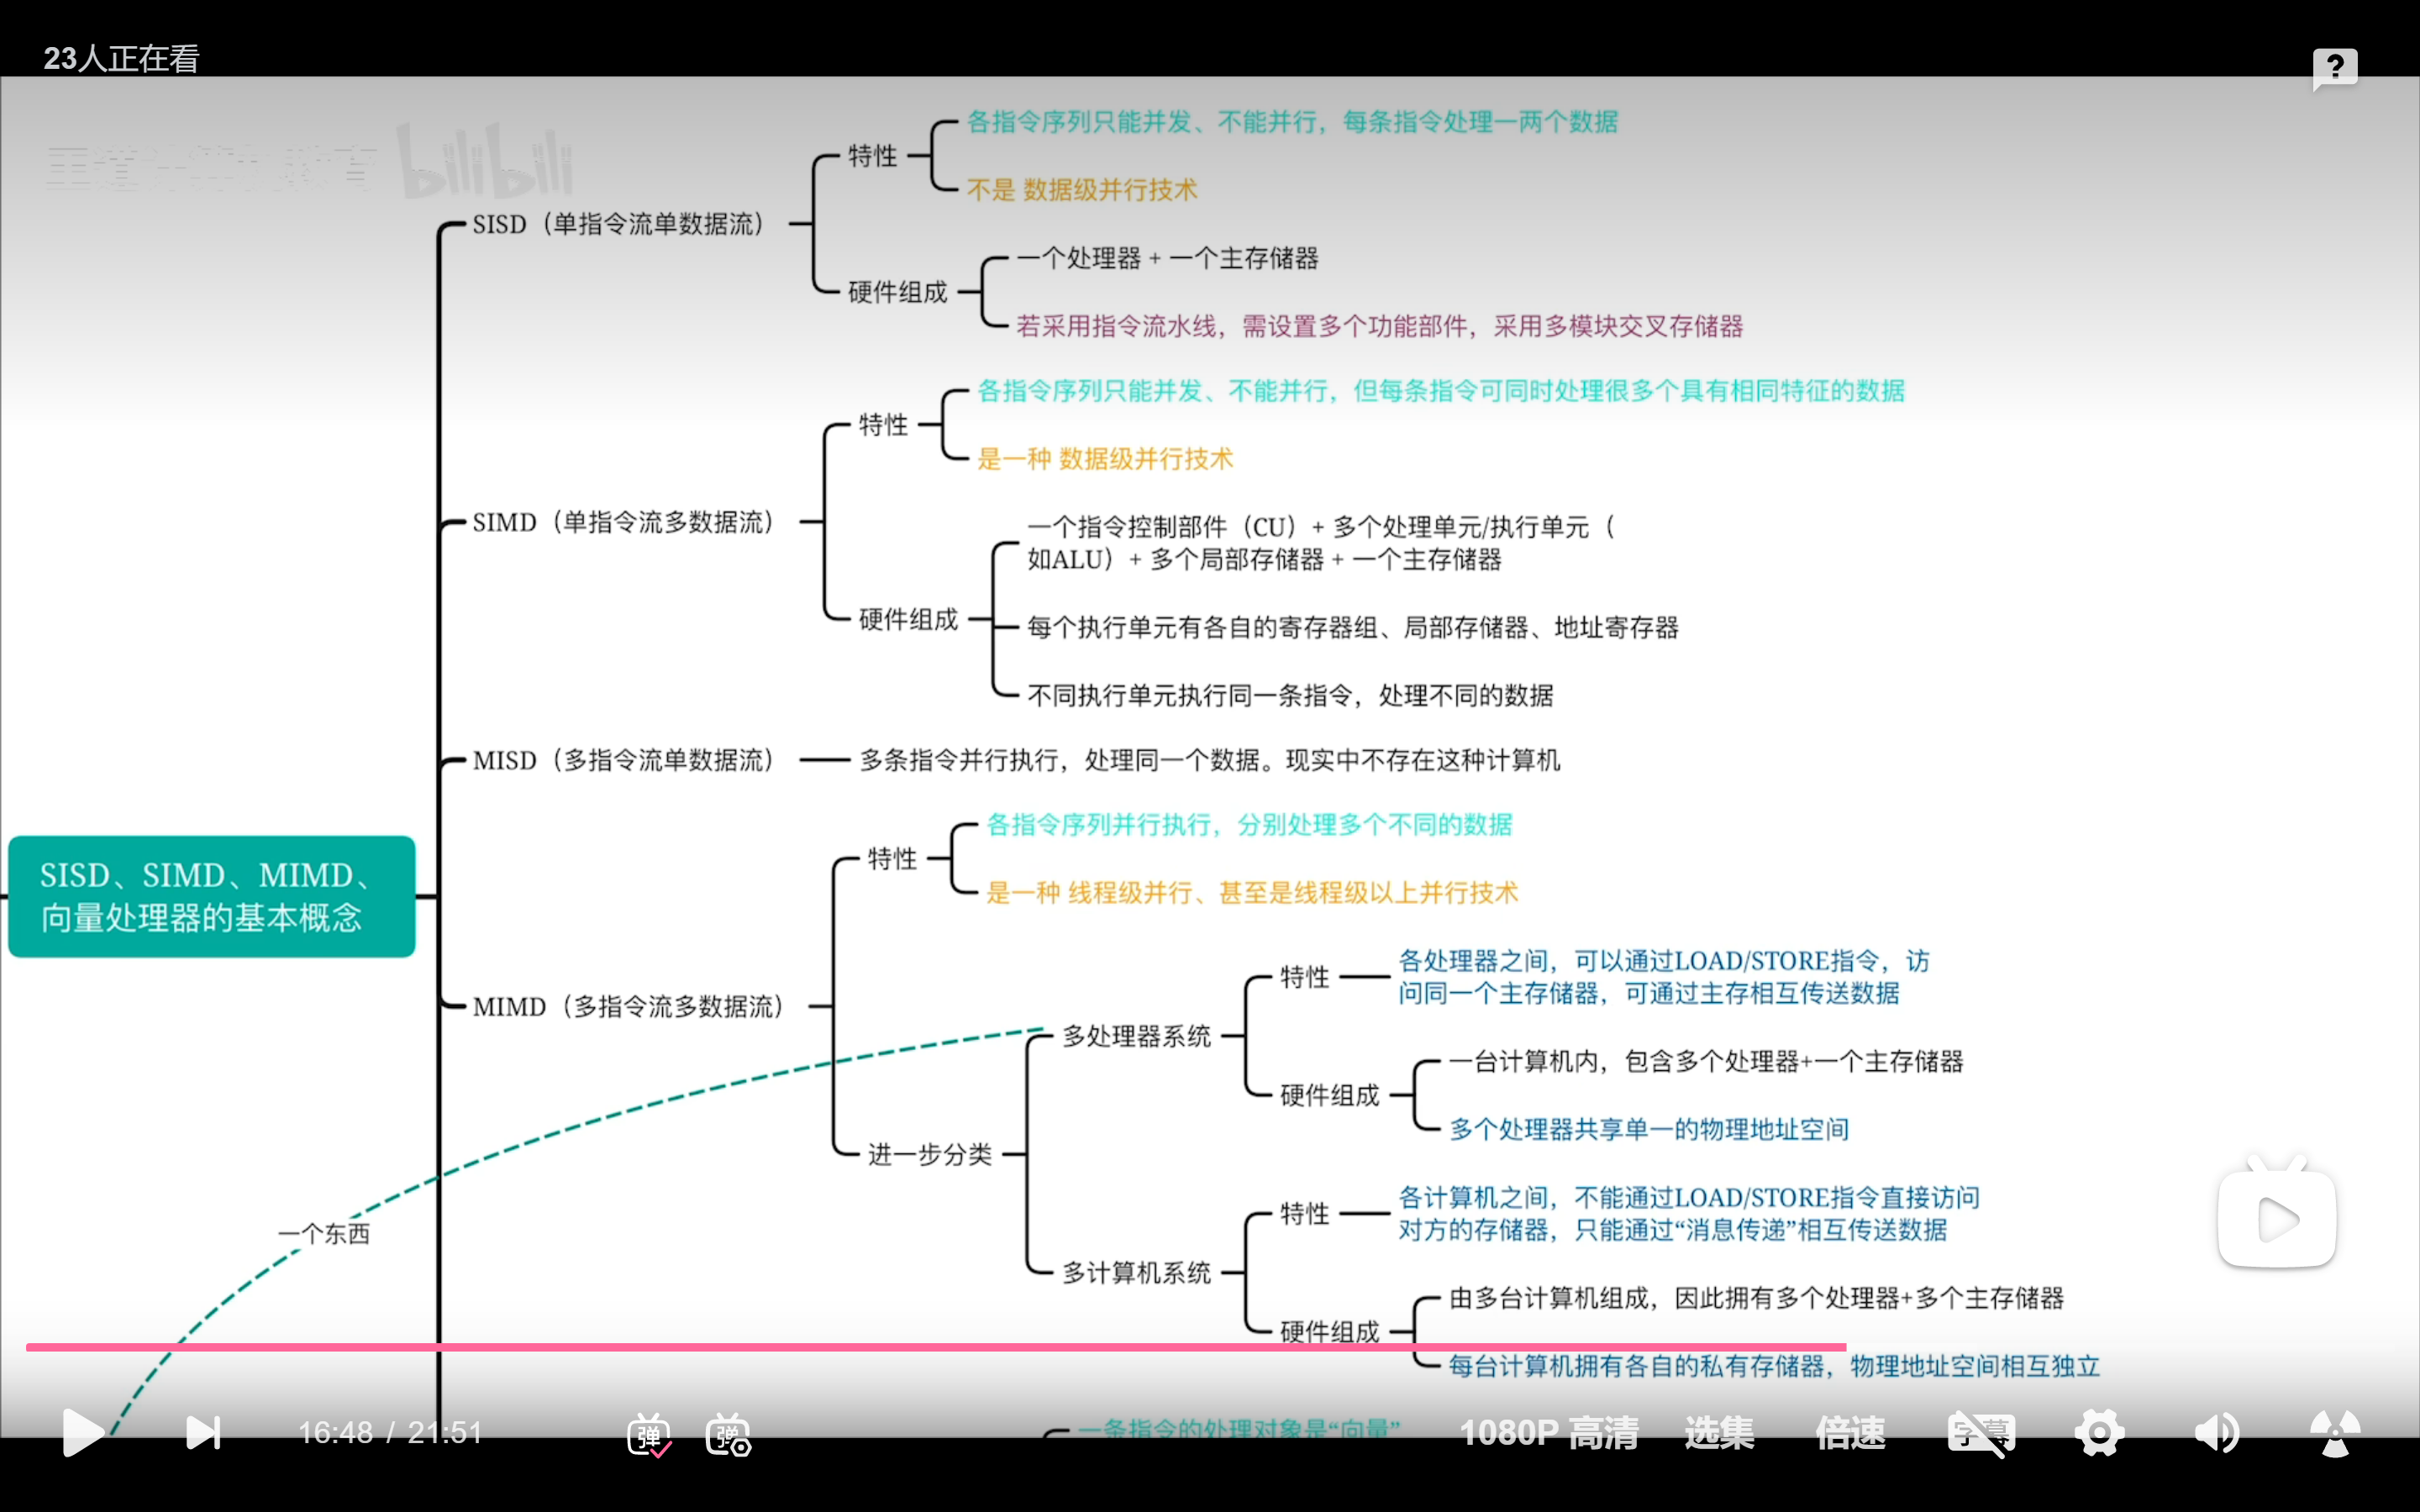 23人正在看
?
bilibili
各指令序列只能并发、不能并行，每条指令处理一两个数据
特性
不是 数据级并行技术
SISD（单指令流单数据流）
一个处理器 + 一个主存储器
硬件组成
若采用指令流水线，需设置多个功能部件，采用多模块交叉存储器
各指令序列只能并发、不能并行，但每条指令可同时处理很多个具有相同特征的数据
特性
是一种 数据级并行技术
SIMD（单指令流多数据流）
一个指令控制部件（CU）+ 多个处理单元/执行单元（
如ALU）+ 多个局部存储器 + 一个主存储器
硬件组成
每个执行单元有各自的寄存器组、局部存储器、地址寄存器
不同执行单元执行同一条指令，处理不同的数据
MISD（多指令流单数据流）
多条指令并行执行，处理同一个数据。现实中不存在这种计算机
SISD、SIMD、MIMD、
向量处理器的基本概念
各指令序列并行执行，分别处理多个不同的数据
特性
是一种 线程级并行、甚至是线程级以上并行技术
MIMD（多指令流多数据流）
各处理器之间，可以通过LOAD/STORE指令，访
问同一个主存储器，可通过主存相互传送数据
特性
多处理器系统
一台计算机内，包含多个处理器+一个主存储器
硬件组成
多个处理器共享单一的物理地址空间
进一步分类
各计算机之间，不能通过LOAD/STORE指令直接访问
对方的存储器，只能通过“消息传递”相互传送数据
特性
一个东西
多计算机系统
由多台计算机组成，因此拥有多个处理器+多个主存储器
硬件组成
每台计算机拥有各自的私有存储器，物理地址空间相互独立
一条指令的处理对象是“向量”
16:48 / 21:51
弹
弹
1080P 高清
选集
倍速
字幕